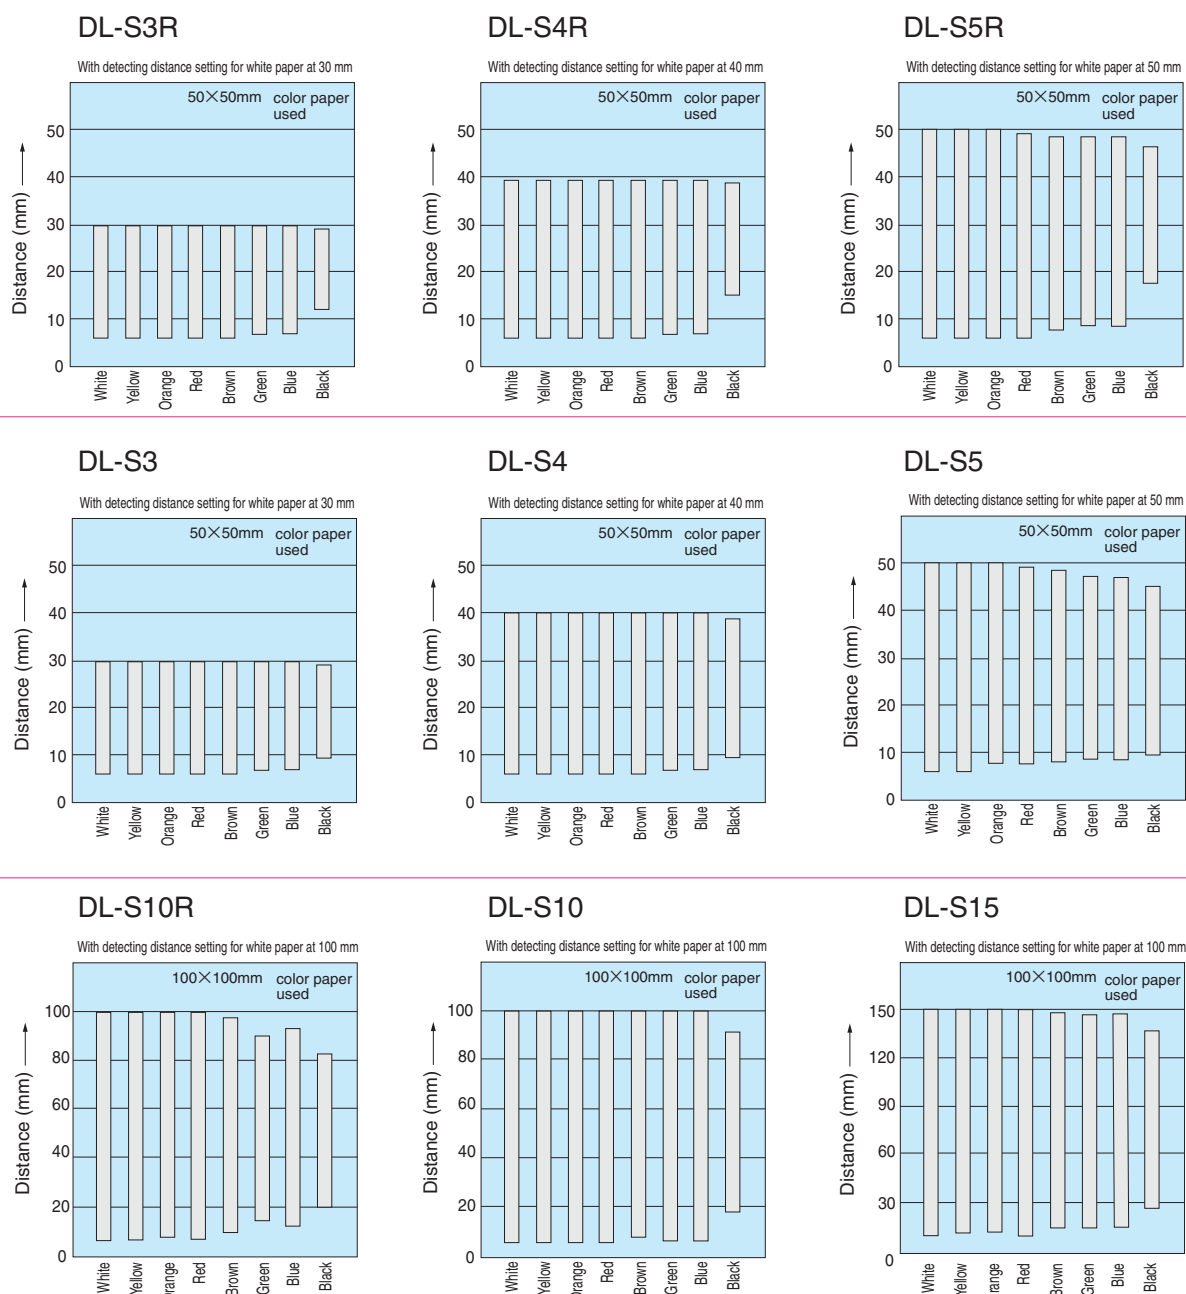 DL-S3R
With detecting distance setting for white paper at 30 mm
50×50mm color paper
used
Distance (mm)
50
40
30
20
10
0
White
Yellow
Orange
Red
Brown
Green
Blue
Black
DL-S4R
With detecting distance setting for white paper at 40 mm
50×50mm color paper
used
Distance (mm)
50
40
30
20
10
0
White
Yellow
Orange
Red
Brown
Green
Blue
Black
DL-S5R
With detecting distance setting for white paper at 50 mm
50×50mm color paper
used
Distance (mm)
50
40
30
20
10
0
White
Yellow
Orange
Red
Brown
Green
Blue
Black
DL-S3
With detecting distance setting for white paper at 30 mm
50×50mm color paper
used
Distance (mm)
50
40
30
20
10
0
White
Yellow
Orange
Red
Brown
Green
Blue
Black
DL-S4
With detecting distance setting for white paper at 40 mm
50×50mm color paper
used
Distance (mm)
50
40
30
20
10
0
White
Yellow
Orange
Red
Brown
Green
Blue
Black
DL-S5
With detecting distance setting for white paper at 50 mm
50×50mm color paper
used
Distance (mm)
50
40
30
20
10
0
White
Yellow
Orange
Red
Brown
Green
Blue
Black
DL-S10R
With detecting distance setting for white paper at 100 mm
100×100mm color paper
used
Distance (mm)
100
80
60
40
20
0
White
Yellow
Orange
Red
Brown
Green
Blue
Black
DL-S10
With detecting distance setting for white paper at 100 mm
100×100mm color paper
used
Distance (mm)
100
80
60
40
20
0
White
Yellow
Orange
Red
Brown
Green
Blue
Black
DL-S15
With detecting distance setting for white paper at 100 mm
100×100mm color paper
used
Distance (mm)
150
120
90
60
30
0
White
Yellow
Orange
Red
Brown
Green
Blue
Black